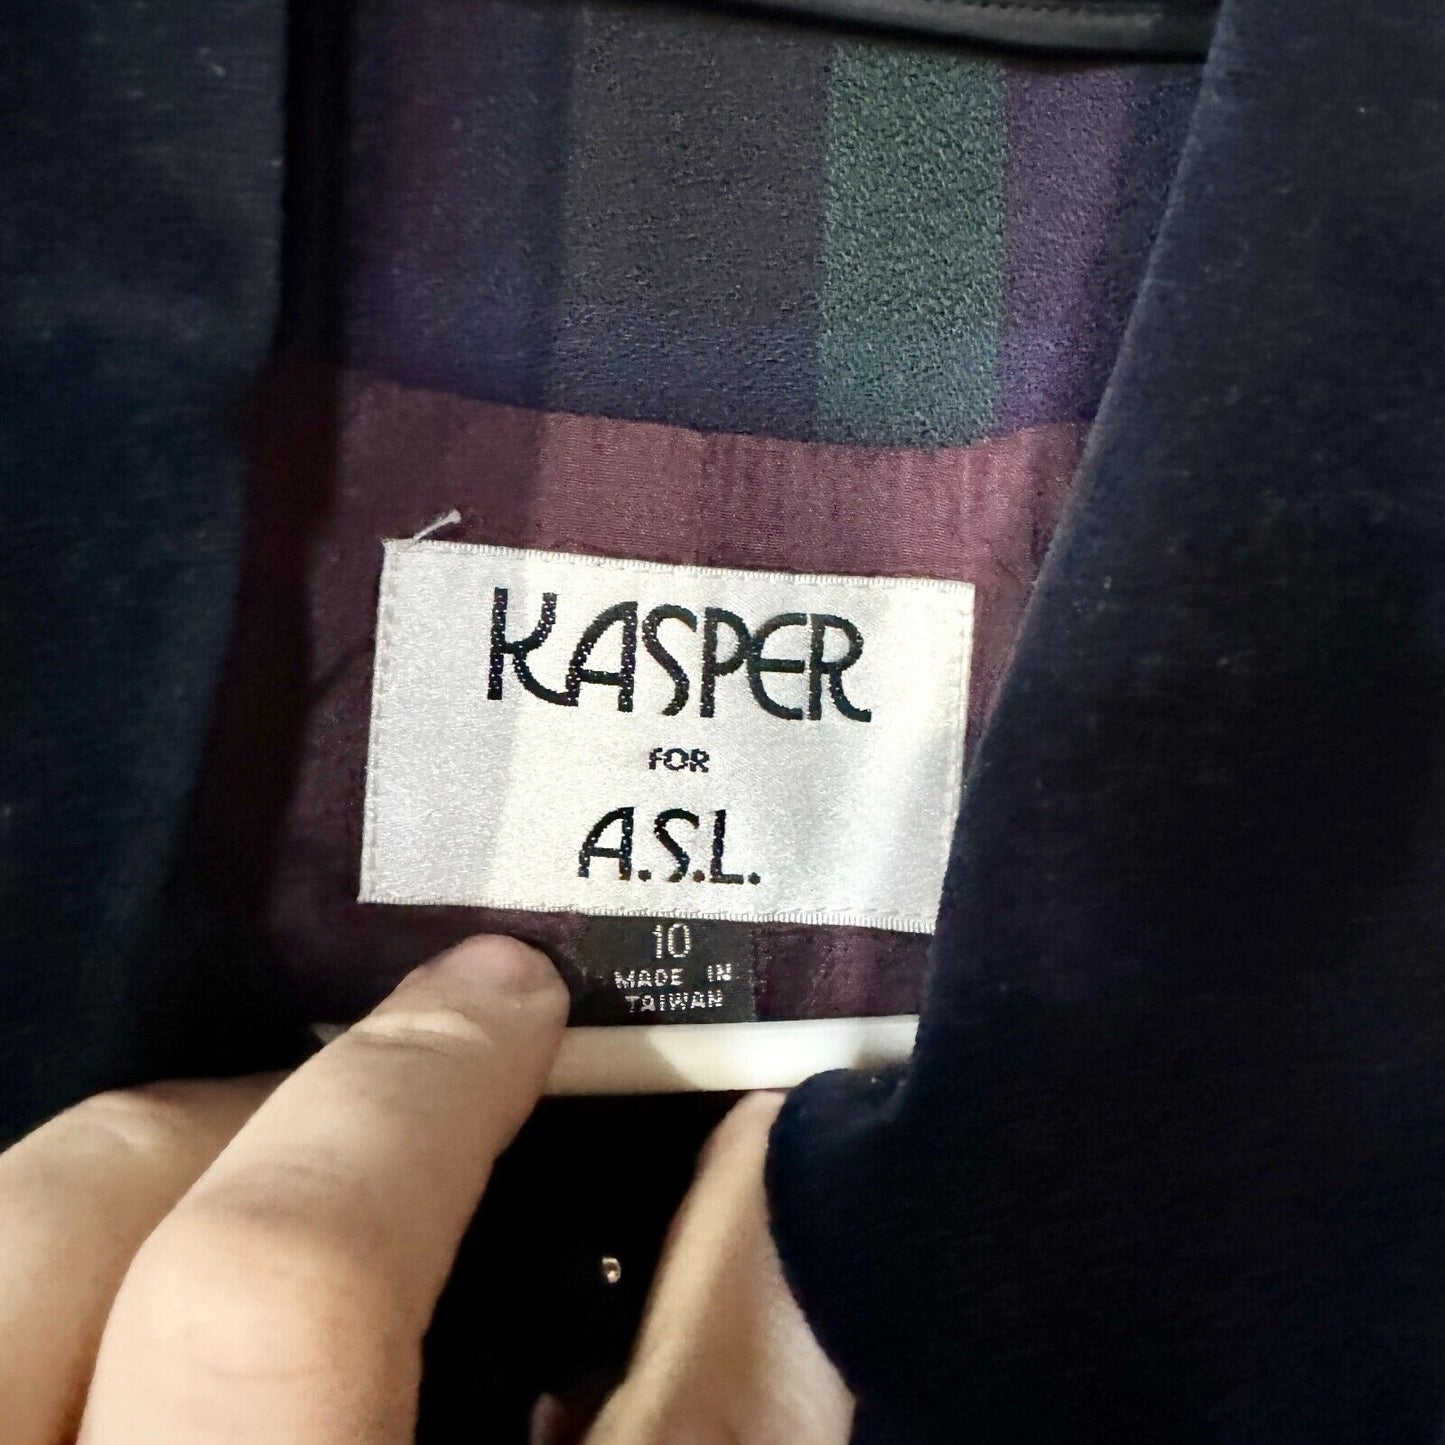 KASPER
FOR
A.S.L.
10
MADE IN
TAIWAN